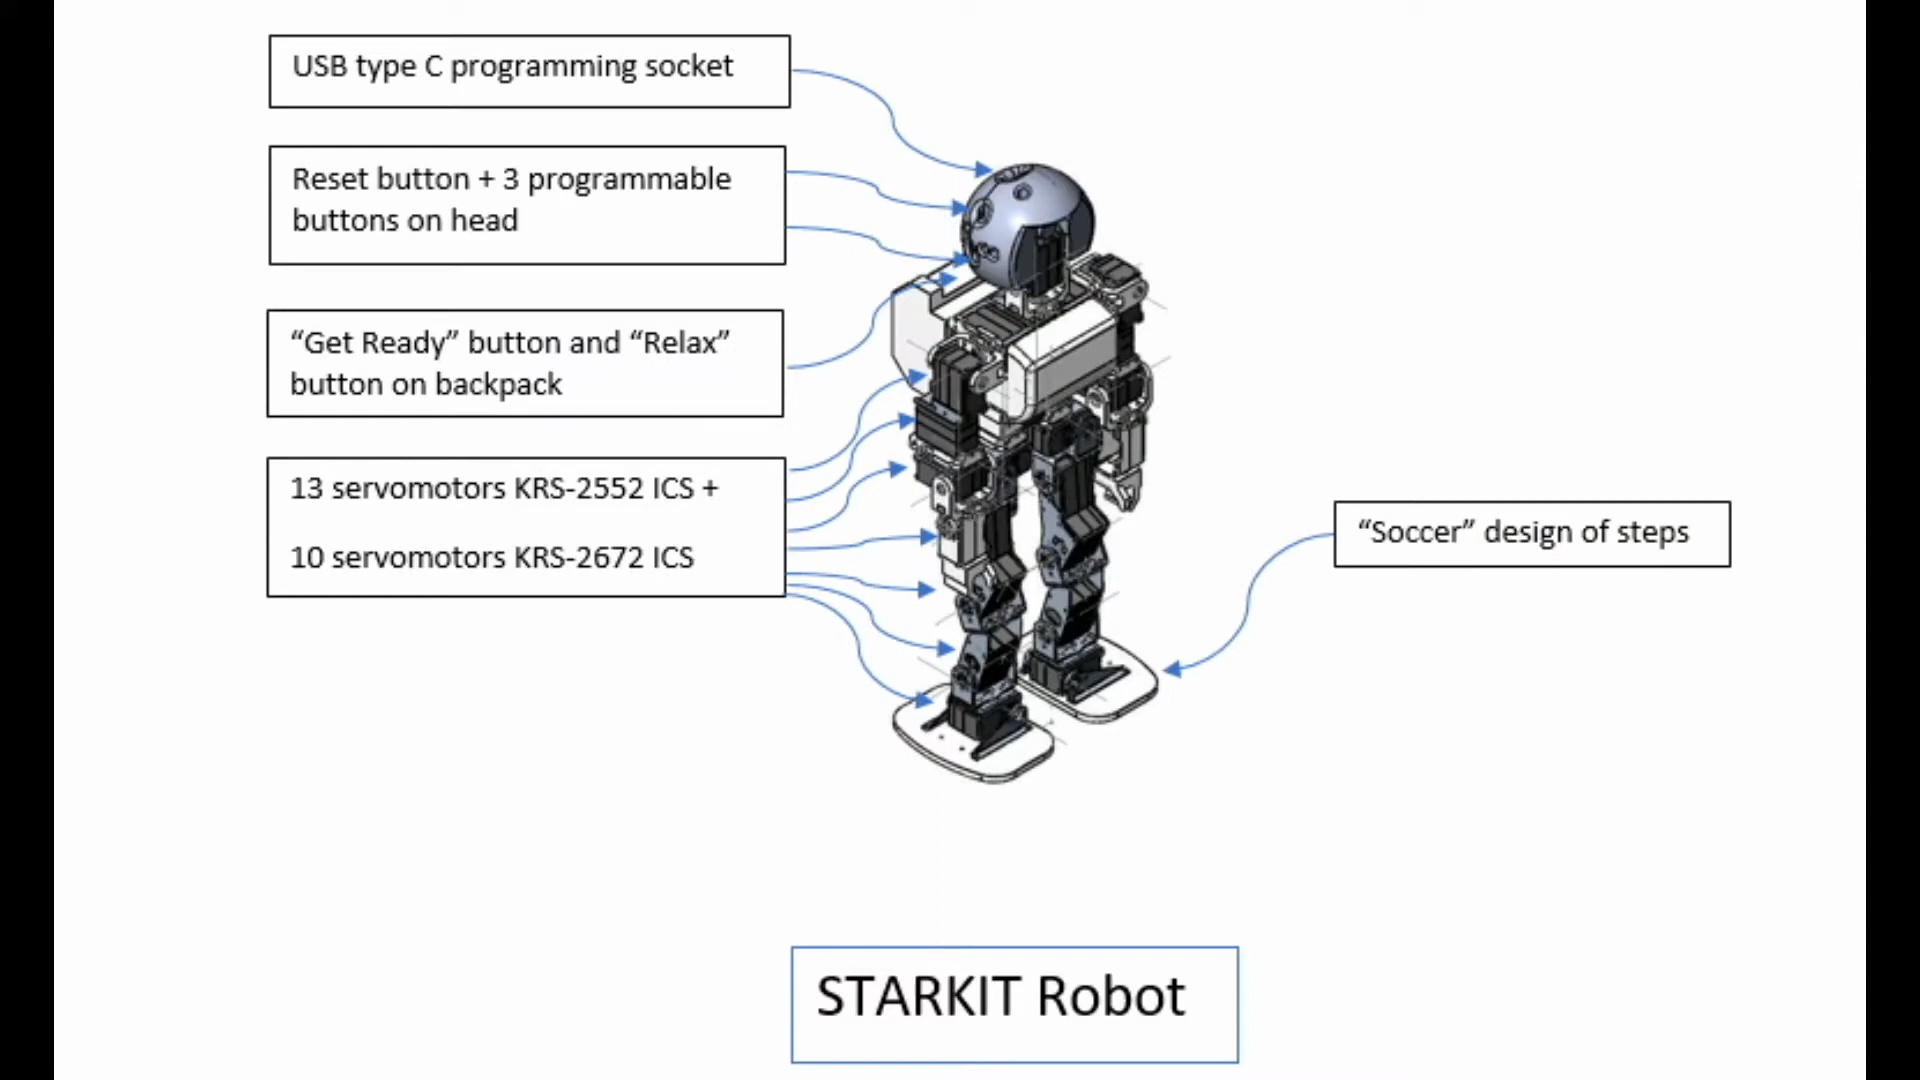 USB type C programming socket
Reset button + 3 programmable
buttons on head
“Get Ready” button and “Relax”
button on backpack
13 servomotors KRS-2552 ICS +
10 servomotors KRS-2672 ICS
“Soccer” design of steps
STARKIT Robot